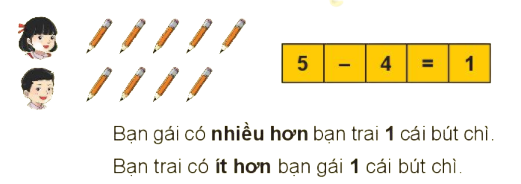 5 – 4 = 1
Bạn gái có nhiều hơn bạn trai 1 cái bút chì.
Bạn trai có ít hơn bạn gái 1 cái bút chì.